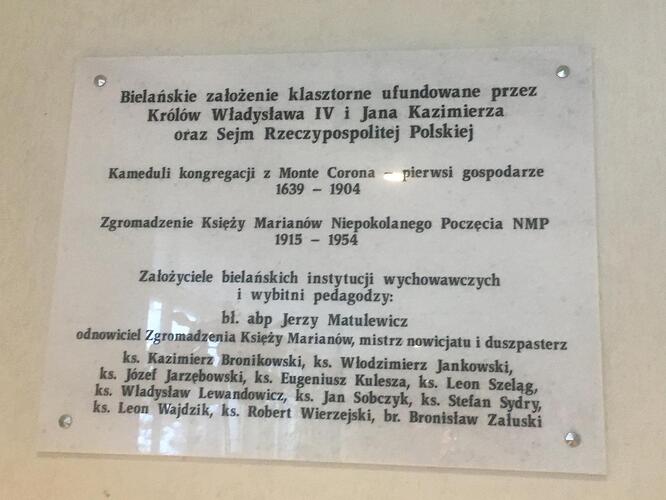 Bielańskie założenie klasztorne ufundowane przez
Królów Władysława IV i Jana Kazimierza
oraz Sejm Rzeczypospolitej Polskiej
Kameduli kongregacji z Monte Corona – pierwsi gospodarze
1639 – 1904
Zgromadzenie Księży Marianów Niepokolanego Poczęcia NMP
1915 – 1954
Założyciele bielańskich instytucji wychowawczych
i wybitni pedagodzy:
bł. abp Jerzy Matulewicz
odnowiciel Zgromadzenia Księży Marianów, mistrz nowicjatu i duszpasterz
ks. Kazimierz Bronikowski, ks. Włodzimierz Jankowski,
ks. Józef Jarzębowski, ks. Eugeniusz Kulesza, ks. Leon Szeląg,
ks. Władysław Lewandowicz, ks. Jan Sobczyk, ks. Stefan Sydry,
ks. Leon Wajdzik, ks. Robert Wierzejski, br. Bronisław Załuski